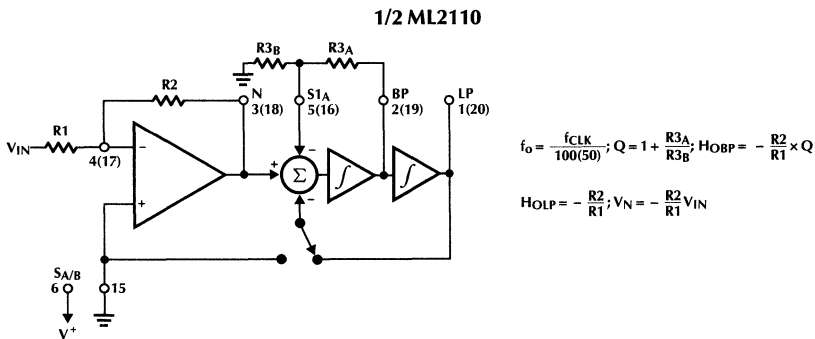 1/2 ML2110
R3B R3A
R2 N S1A BP LP
3(18) 5(16) 2(19) 1(20)
VIN R1
4(17)
− + − Σ ∫ ∫
+ −
fo = fCLK / 100(50) ; Q = 1 + R3A / R3B ; HOBP = − R2 / R1 × Q
HOLP = − R2 / R1 ; VN = − R2 / R1 VIN
SA/B
6 15
V+